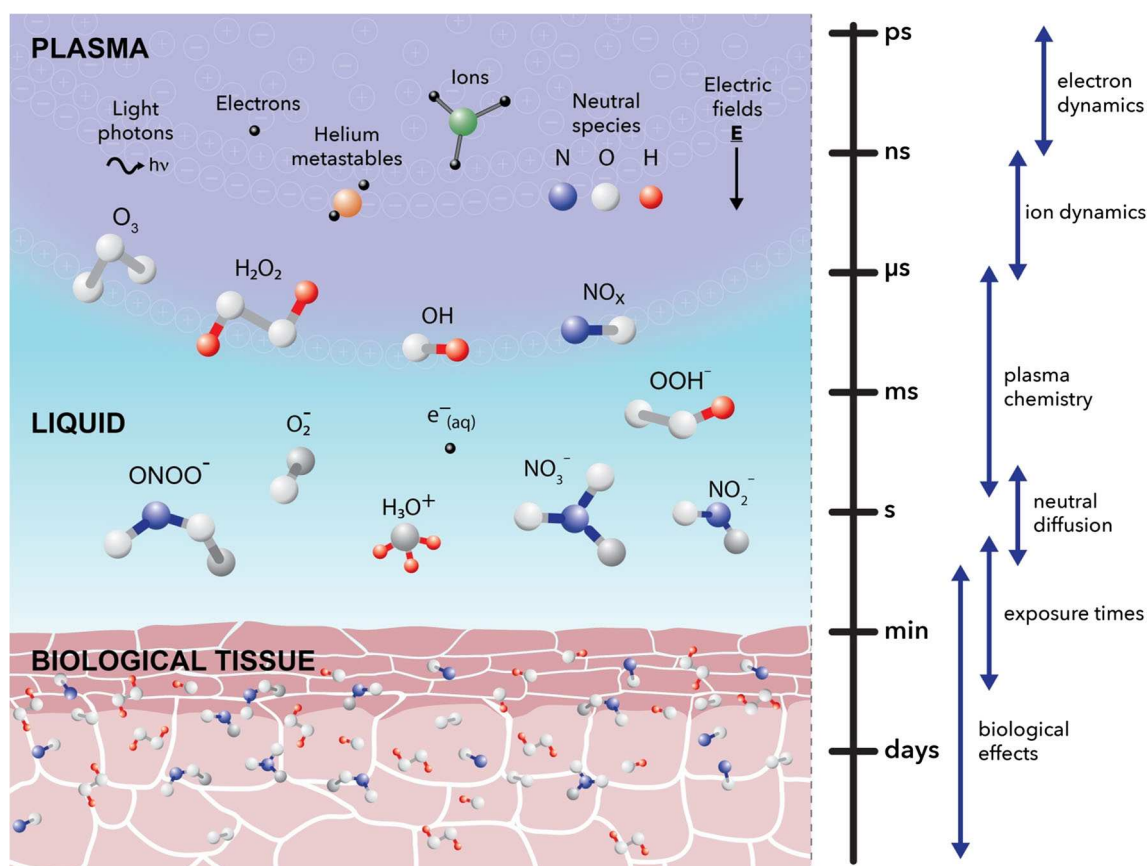 PLASMA
Light
photons
hν
Electrons
Helium
metastables
Ions
Neutral
species
N O H
Electric
fields
E
O₃
H₂O₂
OH
NOₓ
LIQUID
OOH⁻
O₂⁻
e⁻(aq)
ONOO⁻
H₃O⁺
NO₃⁻
NO₂⁻
BIOLOGICAL TISSUE
ps
ns
µs
ms
s
min
days
electron
dynamics
ion dynamics
plasma
chemistry
neutral
diffusion
exposure times
biological
effects